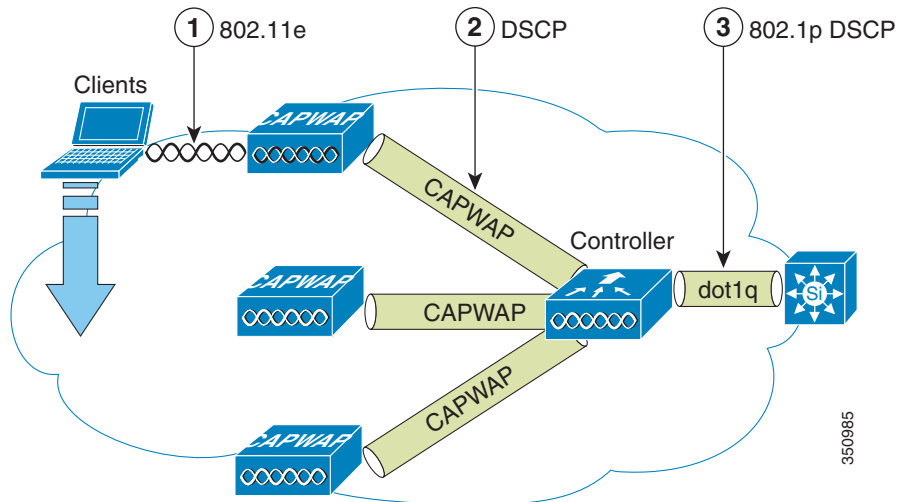 1 802.11e
2 DSCP
3 802.1p DSCP
Clients
CAPWAP
CAPWAP
Controller
CAPWAP
CAPWAP
dot1q
Si
CAPWAP
CAPWAP
350985